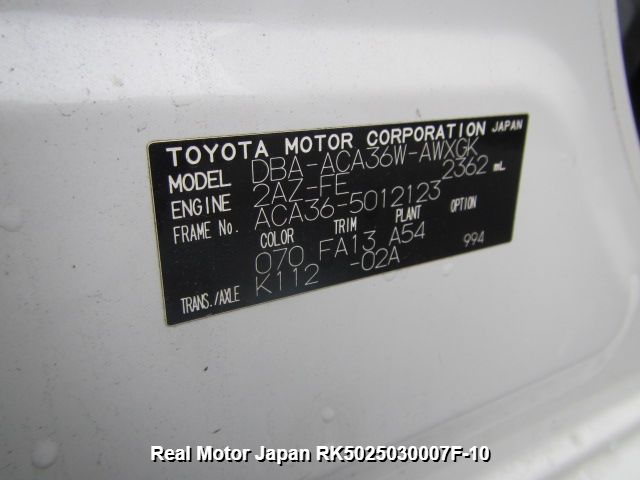 TOYOTA MOTOR CORPORATION JAPAN
MODEL DBA-ACA36W-AWXGK
ENGINE 2AZ-FE 2362 mL
FRAME No. ACA36-5012123
COLOR TRIM PLANT
070 FA13 A54 994
TRANS./AXLE K112 -02A
Real Motor Japan RK5025030007F-10